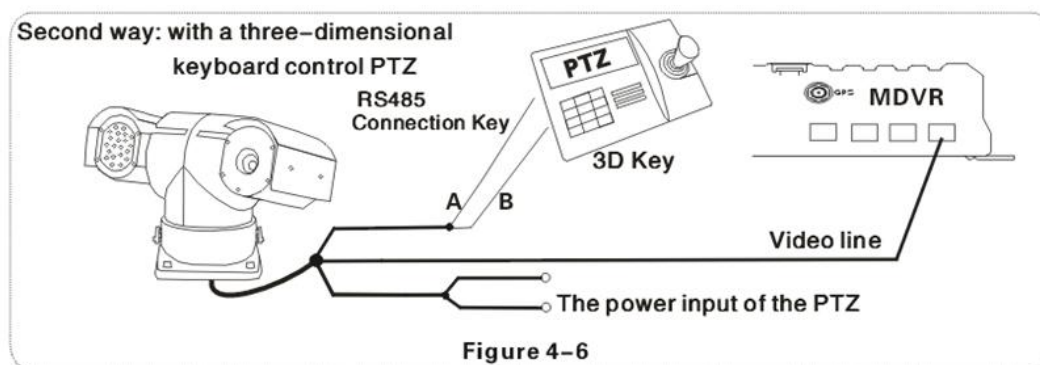 Second way: with a three-dimensional
keyboard control PTZ
RS485
Connection Key
PTZ
GPS
MDVR
3D Key
A
B
Video line
The power input of the PTZ
Figure 4-6